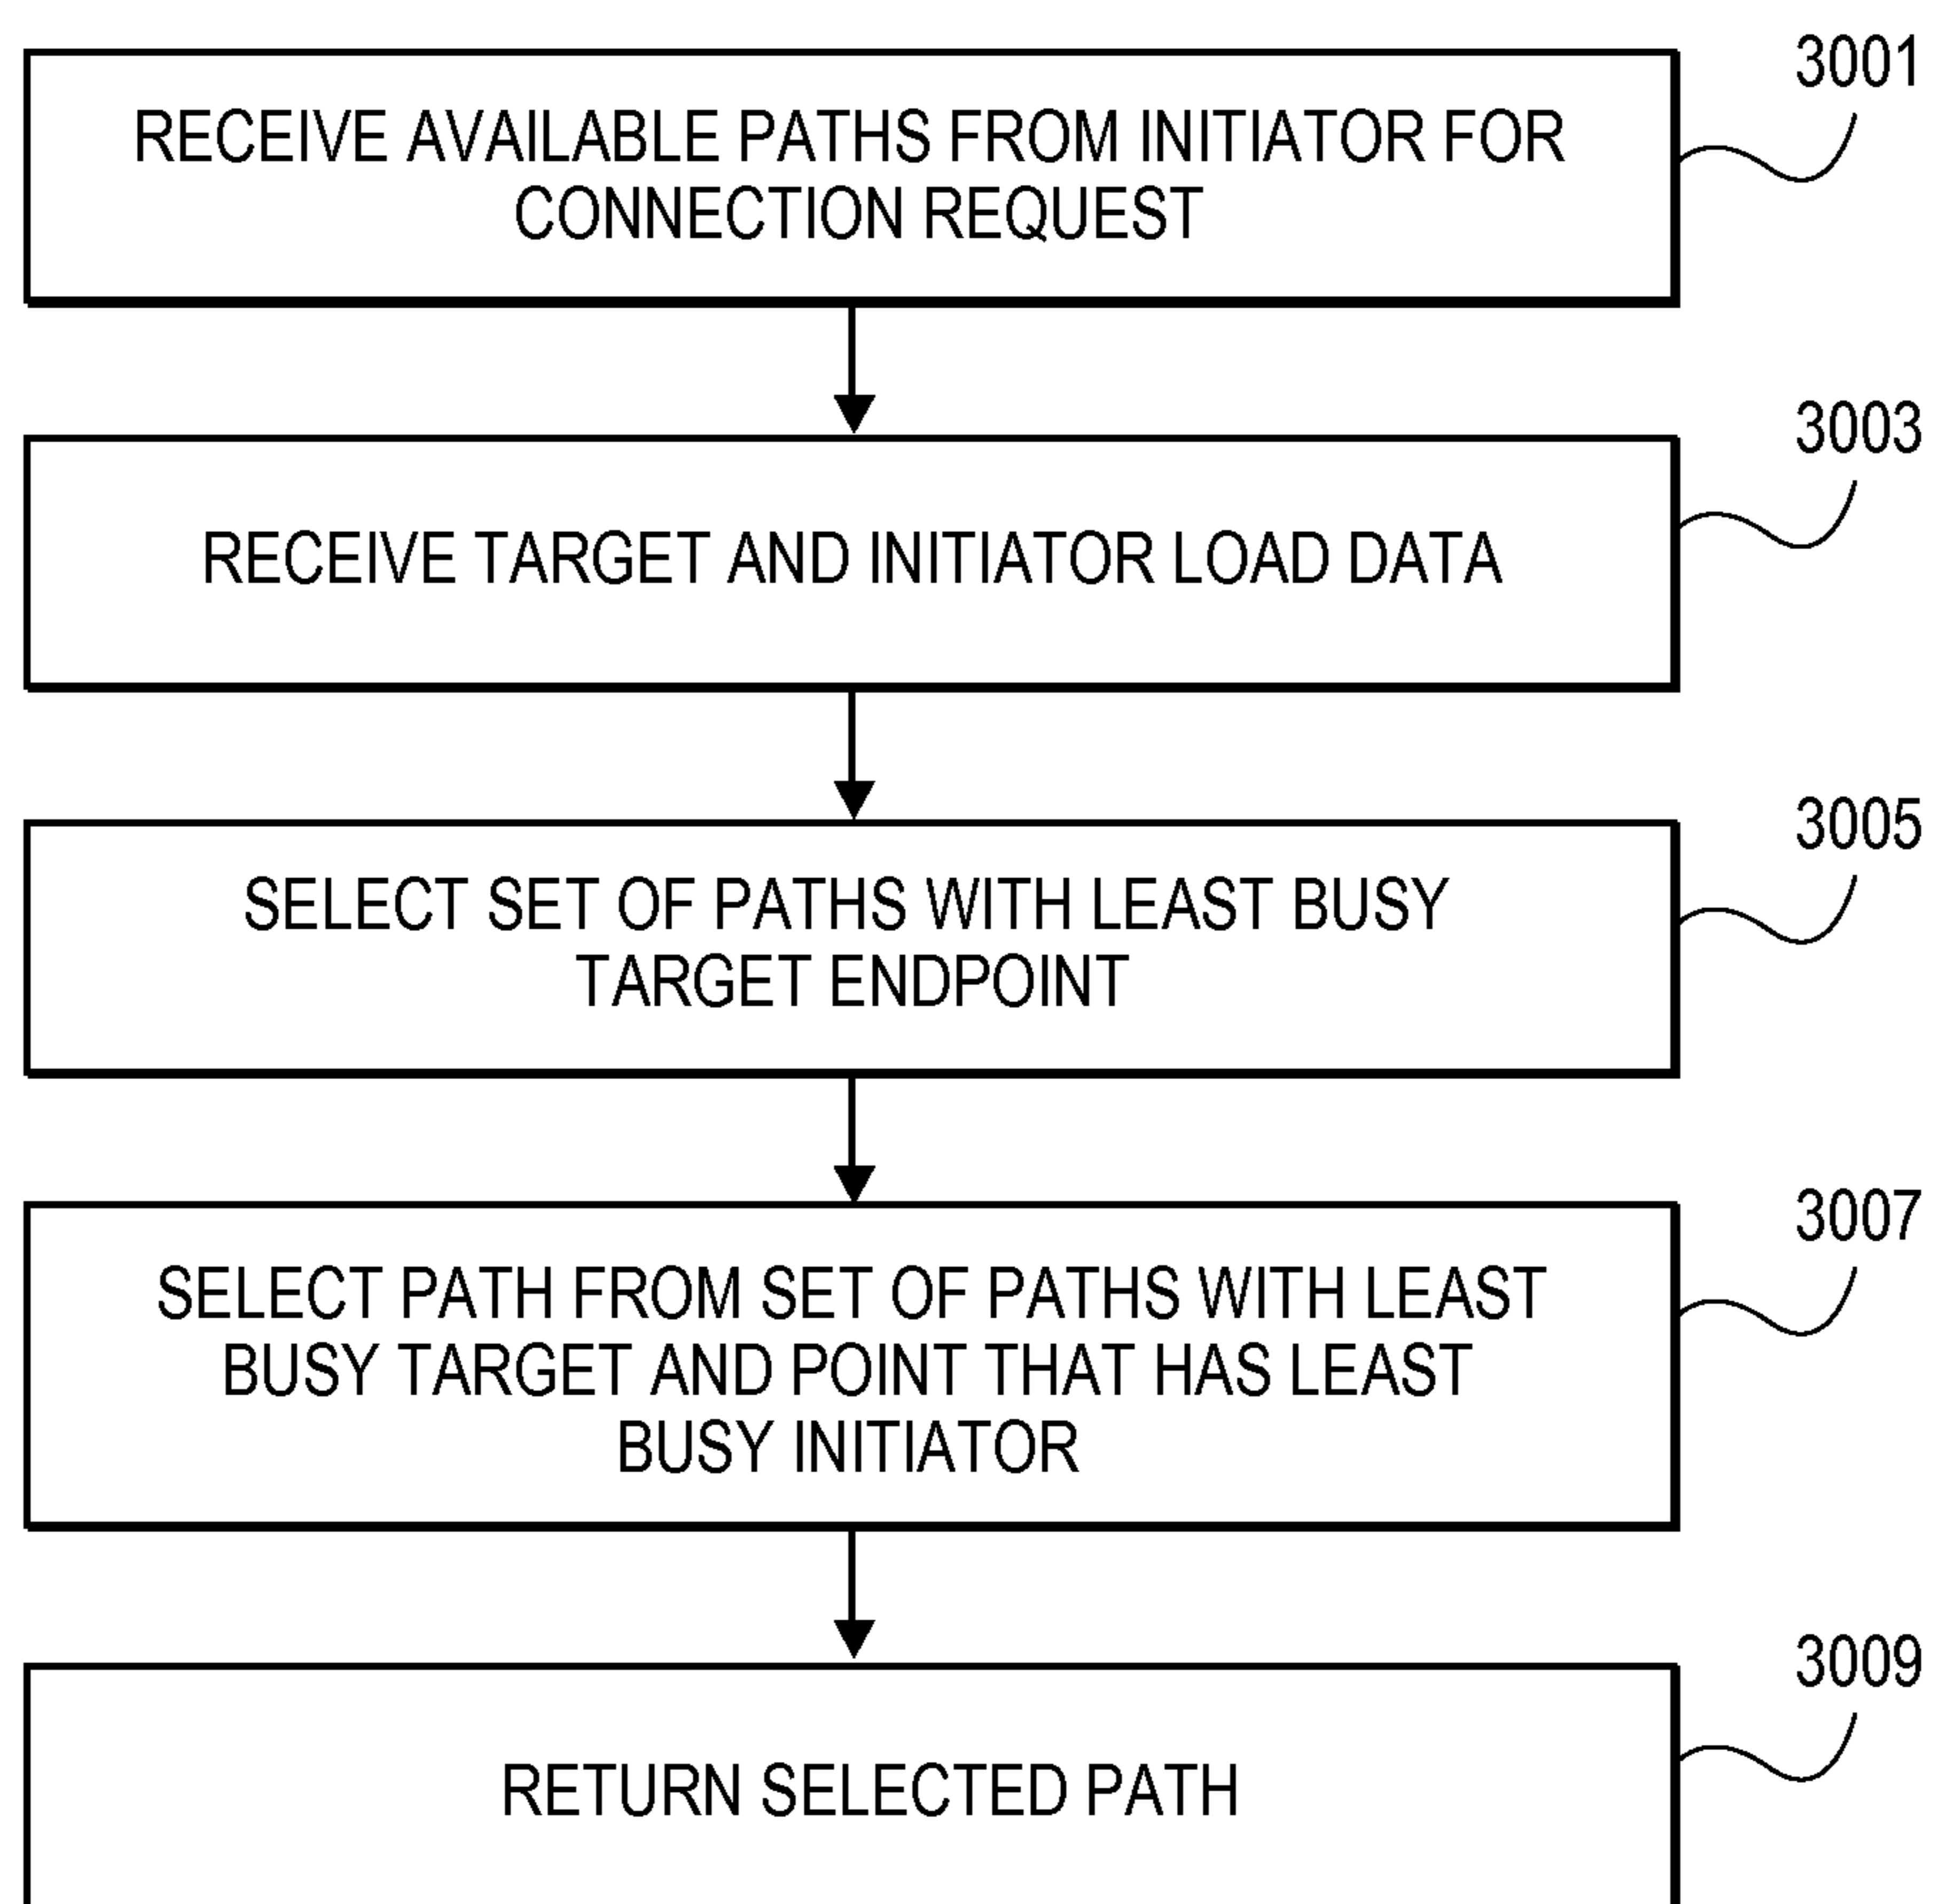 3001
RECEIVE AVAILABLE PATHS FROM INITIATOR FOR
CONNECTION REQUEST
3003
RECEIVE TARGET AND INITIATOR LOAD DATA
3005
SELECT SET OF PATHS WITH LEAST BUSY
TARGET ENDPOINT
3007
SELECT PATH FROM SET OF PATHS WITH LEAST
BUSY TARGET AND POINT THAT HAS LEAST
BUSY INITIATOR
3009
RETURN SELECTED PATH